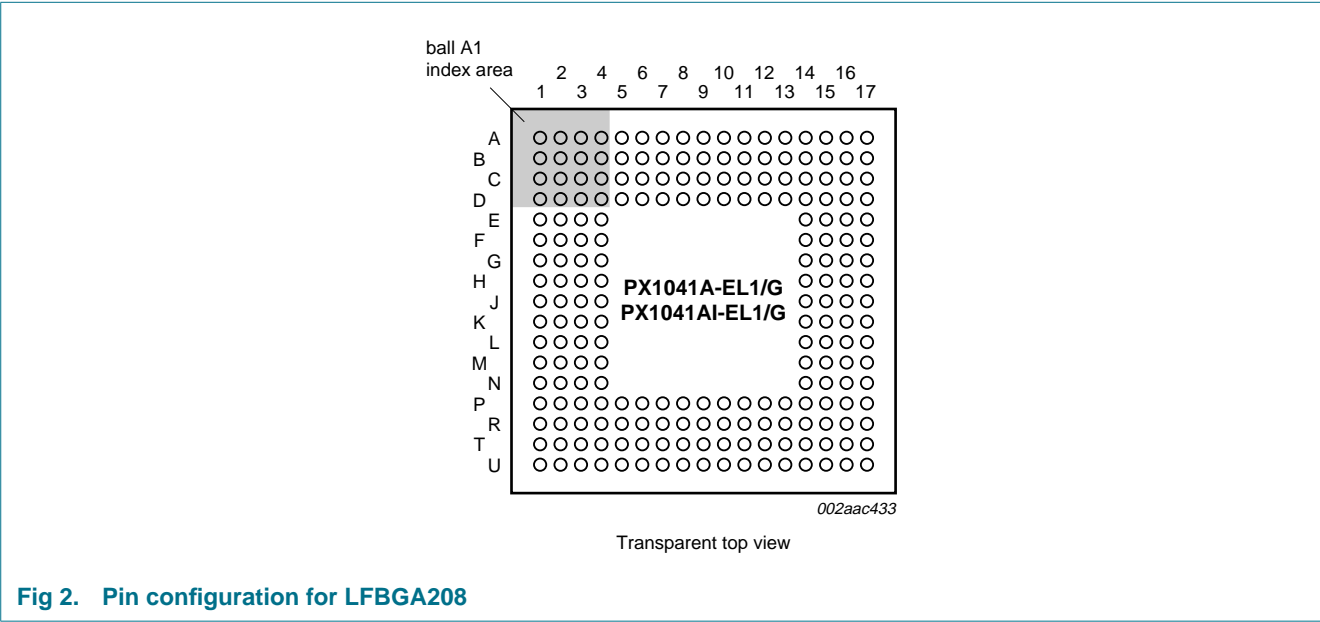 ball A1
index area
2 4 6 8 10 12 14 16
1 3 5 7 9 11 13 15 17
A
B
C
D
E
F
G
H
J
K
L
M
N
P
R
T
U
PX1041A-EL1/G
PX1041AI-EL1/G
002aac433
Transparent top view
Fig 2. Pin configuration for LFBGA208